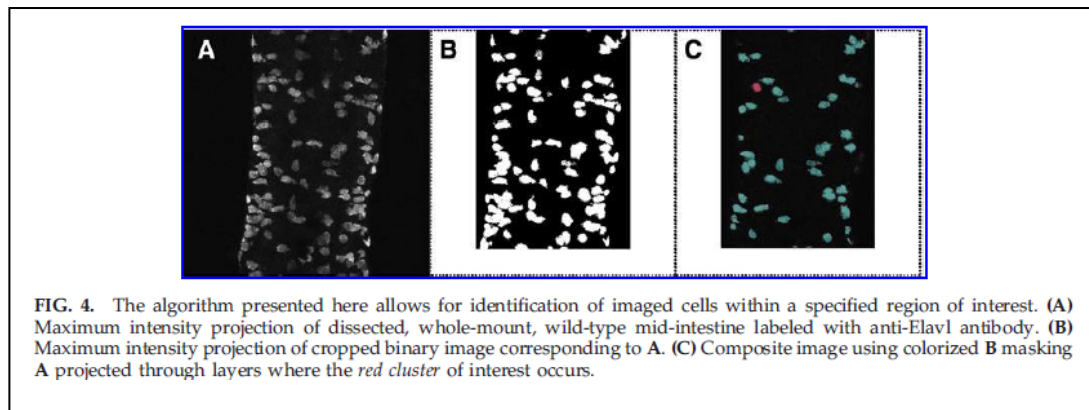 A B C
FIG. 4. The algorithm presented here allows for identification of imaged cells within a specified region of interest. (A)
Maximum intensity projection of dissected, whole-mount, wild-type mid-intestine labeled with anti-Elavl antibody. (B)
Maximum intensity projection of cropped binary image corresponding to A. (C) Composite image using colorized B masking
A projected through layers where the red cluster of interest occurs.